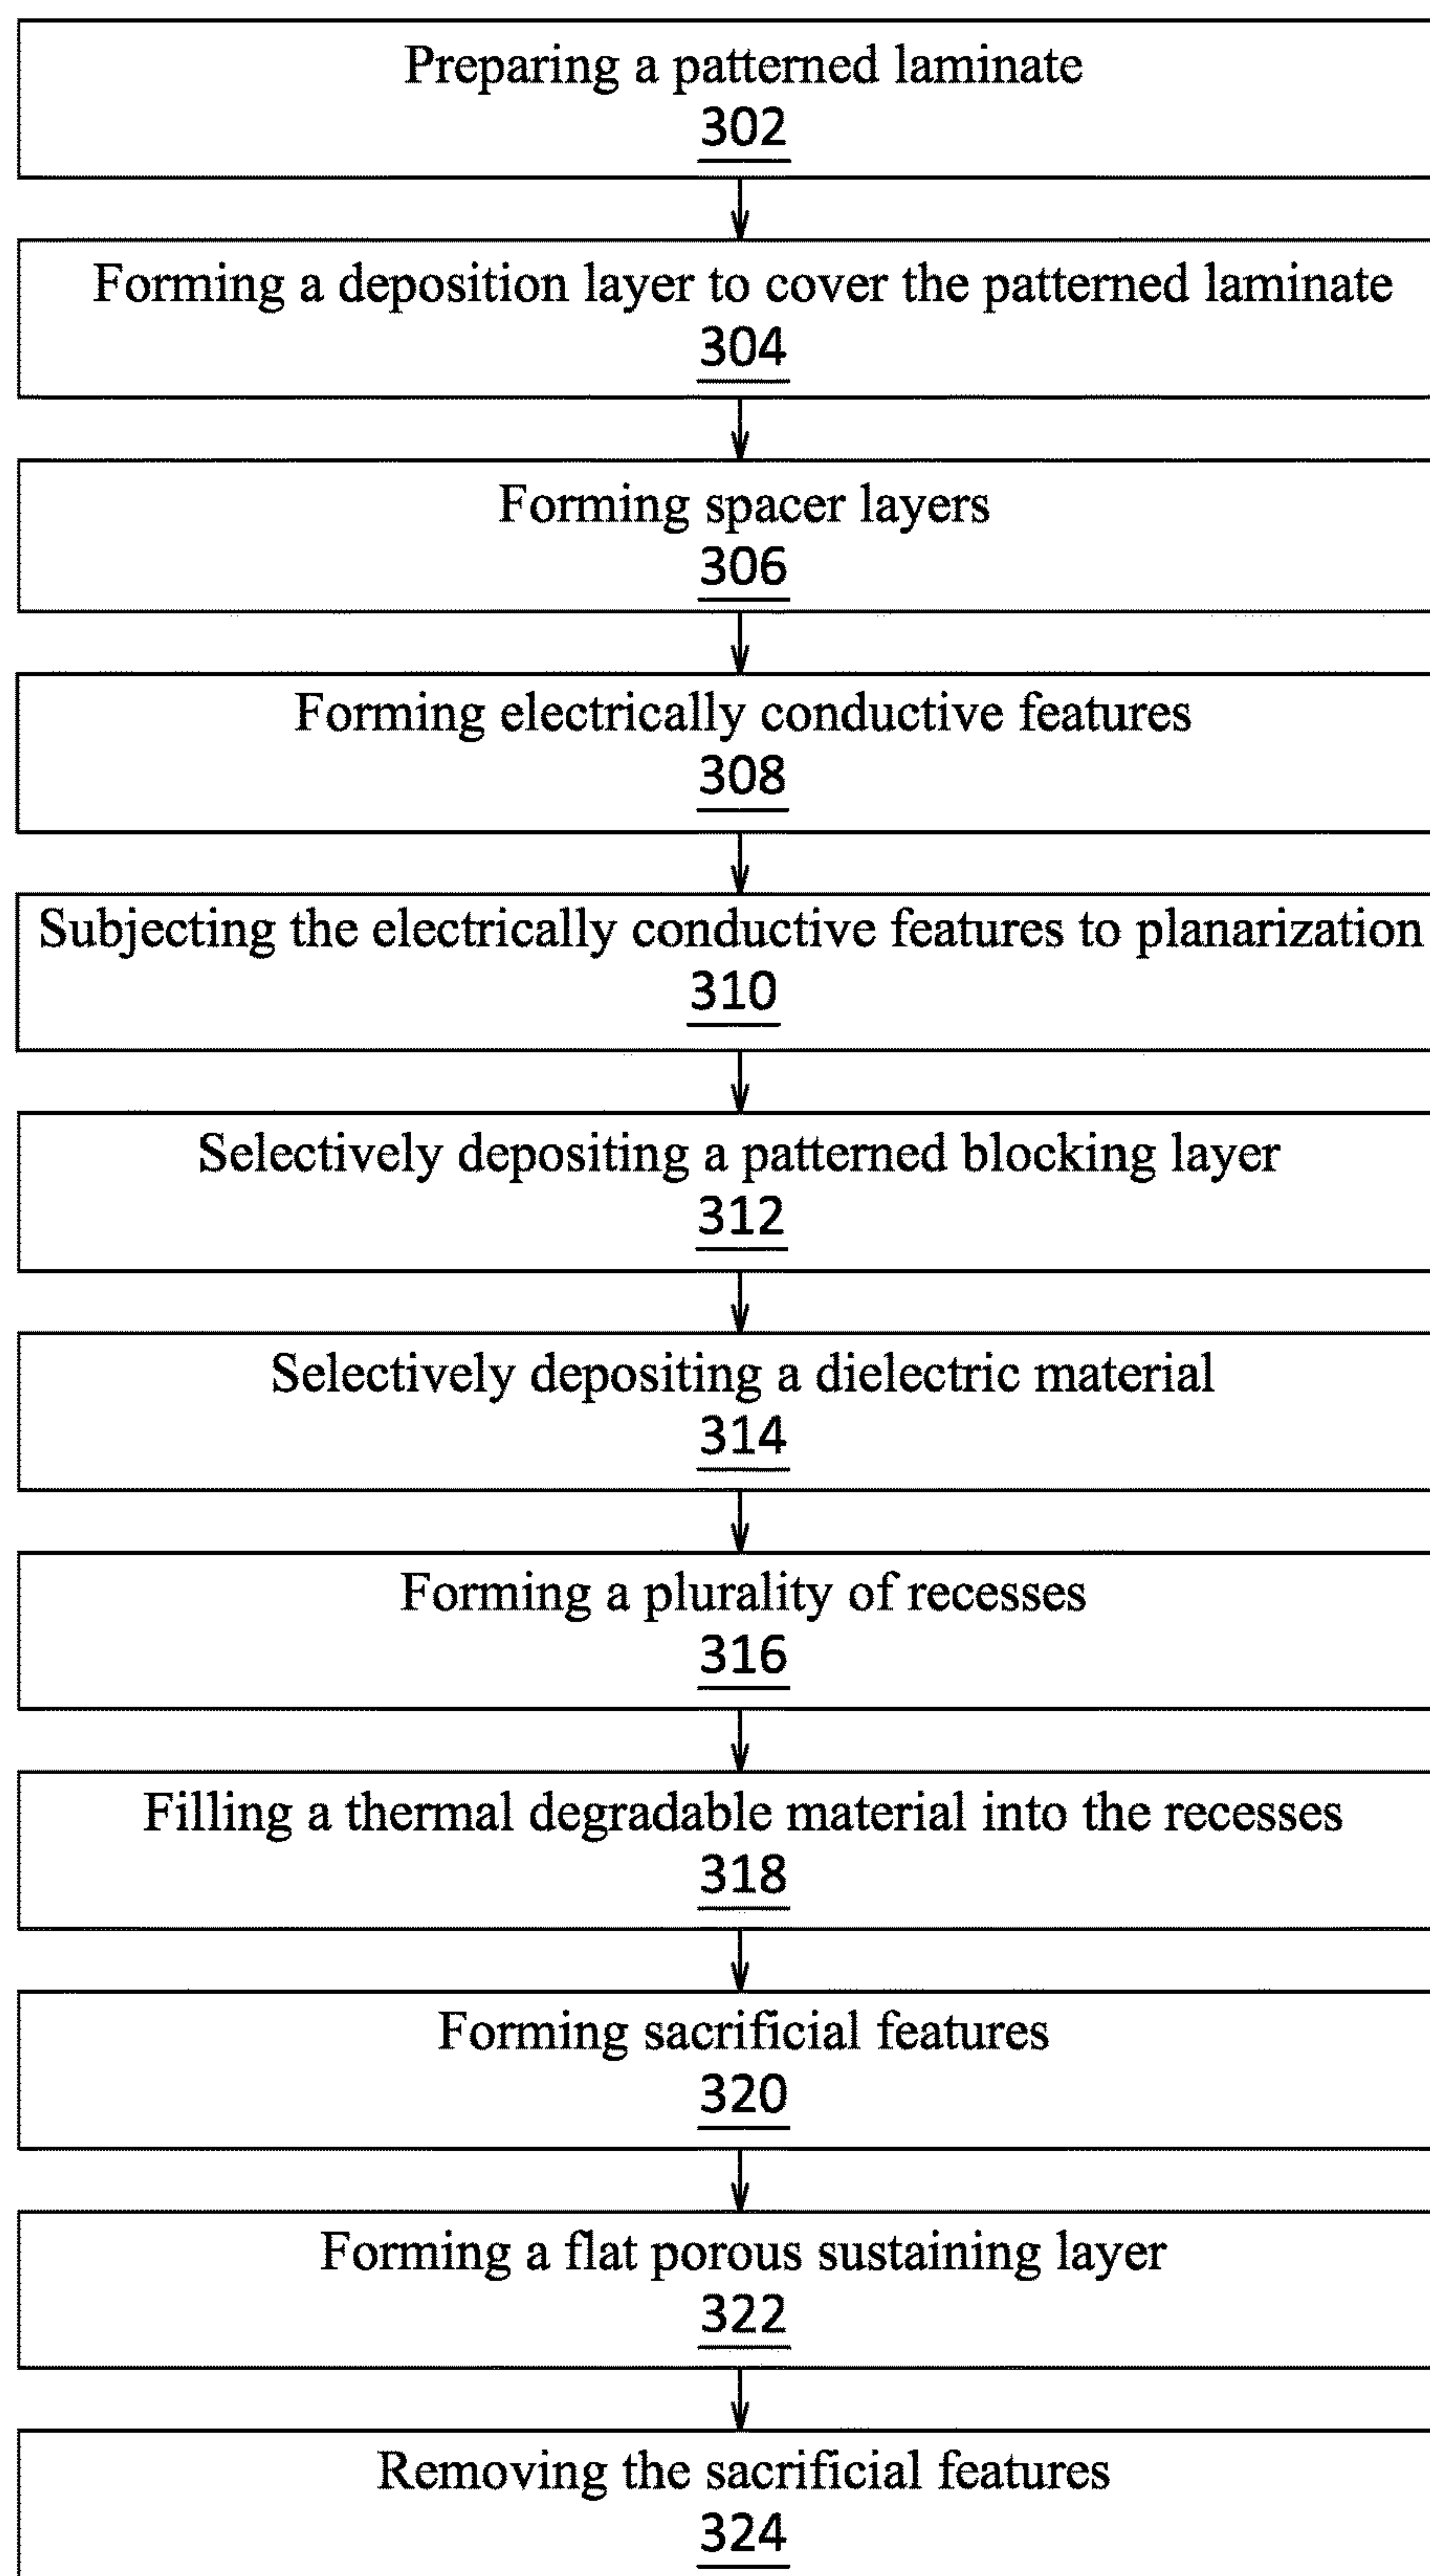 Preparing a patterned laminate
302
Forming a deposition layer to cover the patterned laminate
304
Forming spacer layers
306
Forming electrically conductive features
308
Subjecting the electrically conductive features to planarization
310
Selectively depositing a patterned blocking layer
312
Selectively depositing a dielectric material
314
Forming a plurality of recesses
316
Filling a thermal degradable material into the recesses
318
Forming sacrificial features
320
Forming a flat porous sustaining layer
322
Removing the sacrificial features
324